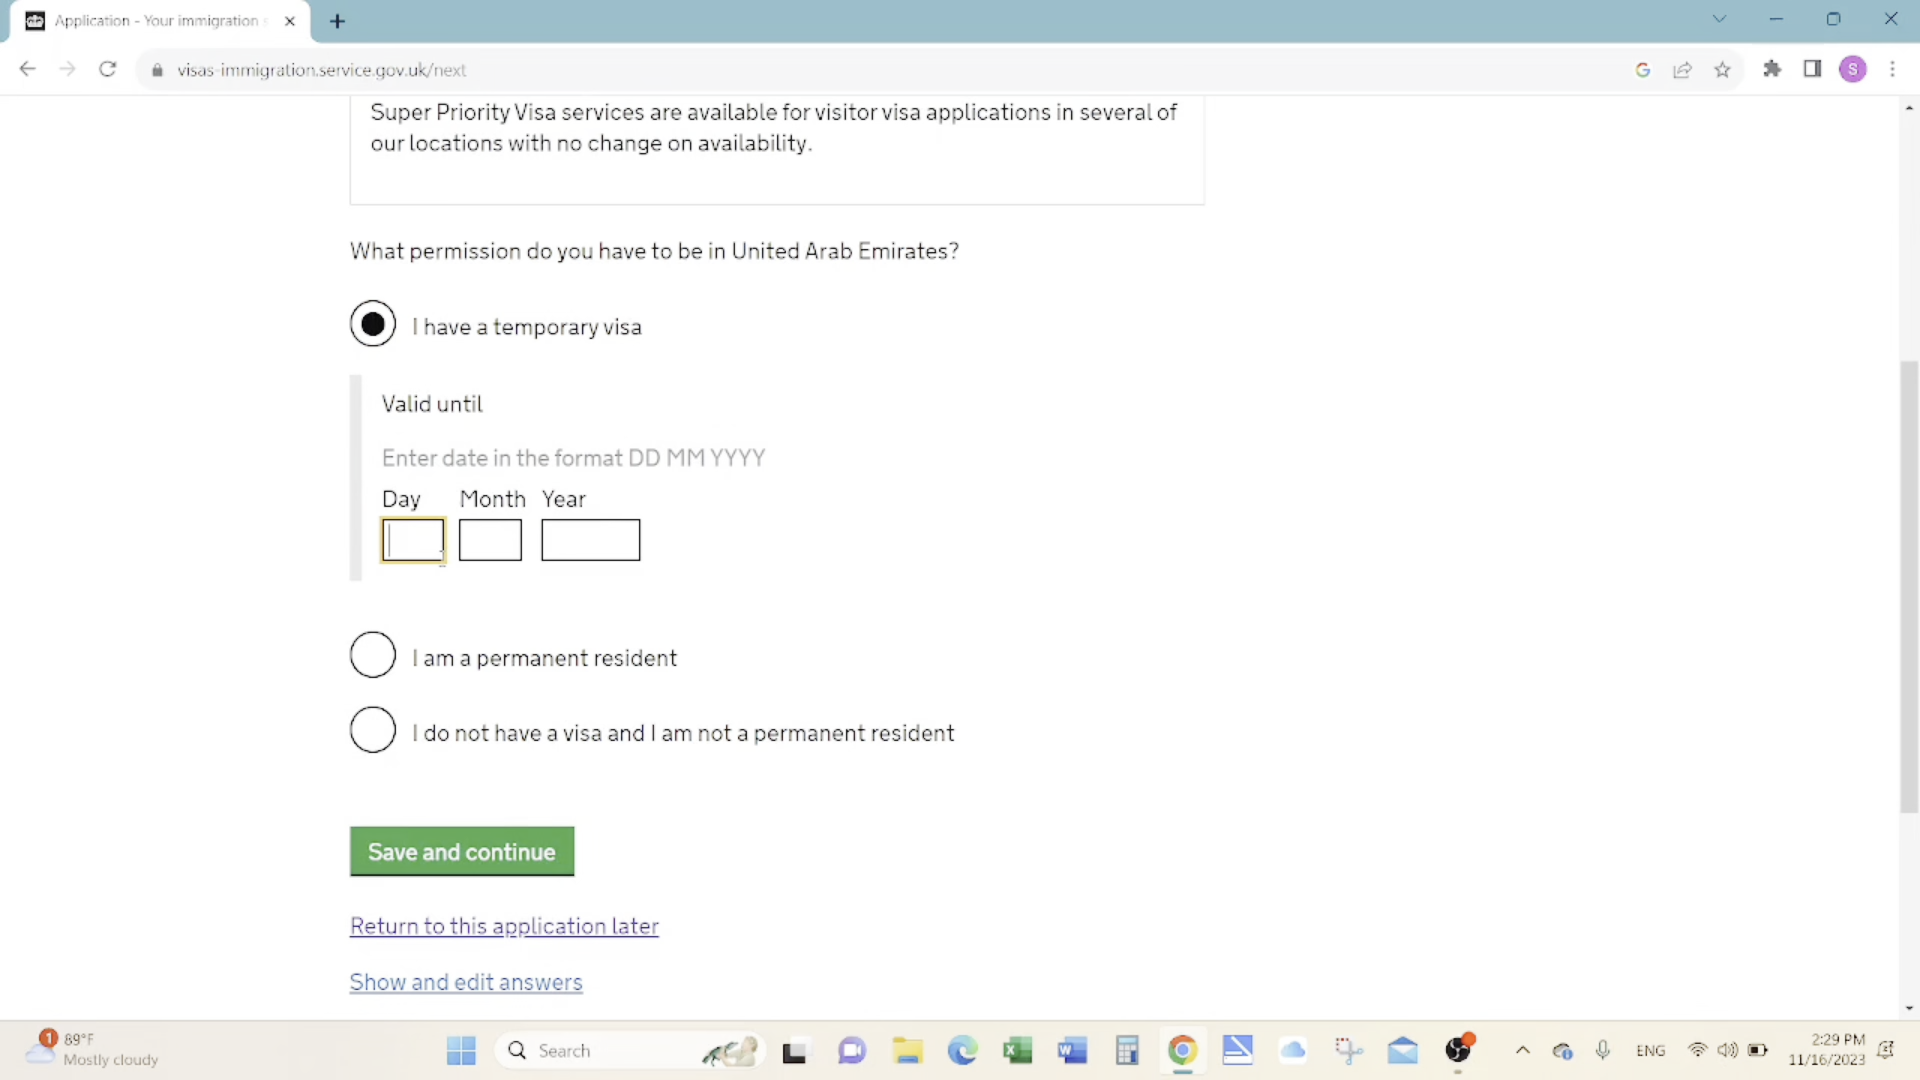 Application - Your immigration
visas-immigration.service.gov.uk/next
S
Super Priority Visa services are available for visitor visa applications in several of
our locations with no change on availability.
What permission do you have to be in United Arab Emirates?
I have a temporary visa
Valid until
Enter date in the format DD MM YYYY
Day Month Year
I am a permanent resident
I do not have a visa and I am not a permanent resident
Save and continue
Return to this application later
Show and edit answers
1
89°F
Mostly cloudy
Search
ENG
2:29 PM
11/16/2023